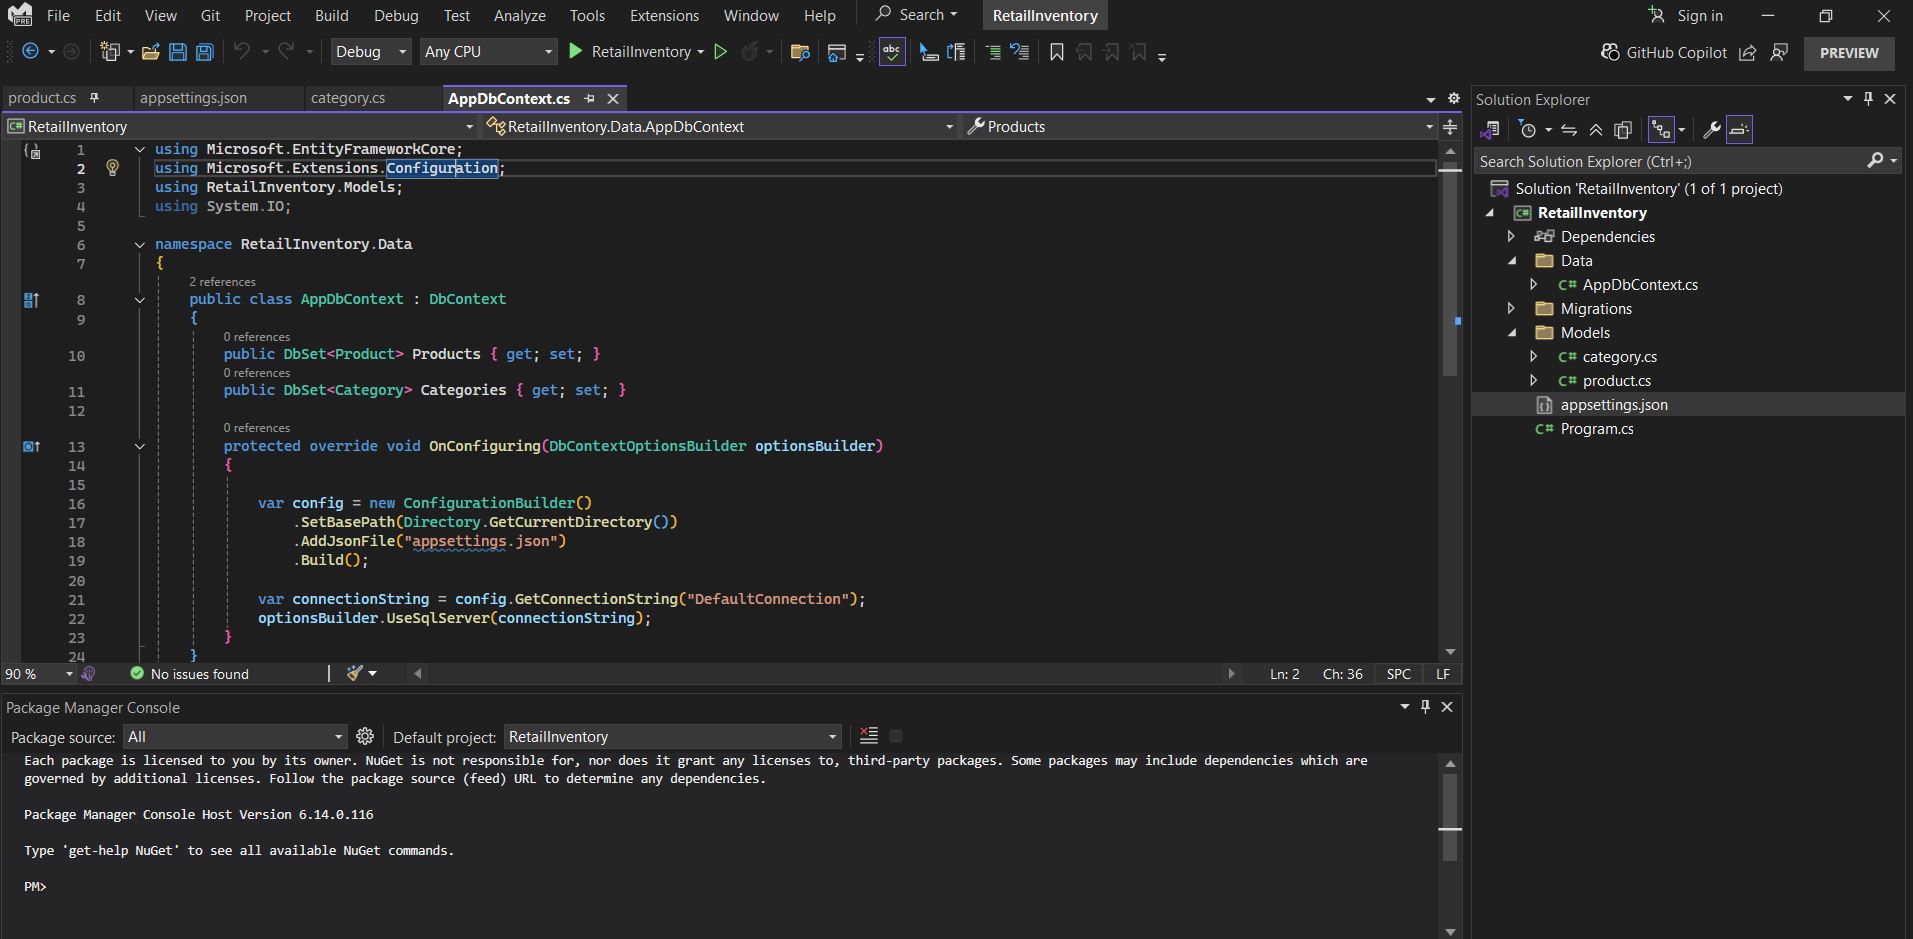 File Edit View Git Project Build Debug Test Analyze Tools Extensions Window Help Search RetailInventory Sign in
Debug Any CPU RetailInventory abc GitHub Copilot PREVIEW
product.cs appsettings.json category.cs AppDbContext.cs
RetailInventory RetailInventory.Data.AppDbContext Products
1 using Microsoft.EntityFrameworkCore;
2 using Microsoft.Extensions.Configuration;
3 using RetailInventory.Models;
4 using System.IO;
5
6 namespace RetailInventory.Data
7 {
2 references
8 public class AppDbContext : DbContext
9 {
0 references
10 public DbSet<Product> Products { get; set; }
0 references
11 public DbSet<Category> Categories { get; set; }
12
0 references
13 protected override void OnConfiguring(DbContextOptionsBuilder optionsBuilder)
14 {
15
16 var config = new ConfigurationBuilder()
17 .SetBasePath(Directory.GetCurrentDirectory())
18 .AddJsonFile("appsettings.json")
19 .Build();
20
21 var connectionString = config.GetConnectionString("DefaultConnection");
22 optionsBuilder.UseSqlServer(connectionString);
23 }
24 }
90 % No issues found Ln: 2 Ch: 36 SPC LF
Package Manager Console
Package source: All Default project: RetailInventory
Each package is licensed to you by its owner. NuGet is not responsible for, nor does it grant any licenses to, third-party packages. Some packages may include dependencies which are
governed by additional licenses. Follow the package source (feed) URL to determine any dependencies.
Package Manager Console Host Version 6.14.0.116
Type 'get-help NuGet' to see all available NuGet commands.
PM>
Solution Explorer
Search Solution Explorer (Ctrl+;)
Solution 'RetailInventory' (1 of 1 project)
C# RetailInventory
Dependencies
Data
C# AppDbContext.cs
Migrations
Models
C# category.cs
C# product.cs
appsettings.json
C# Program.cs